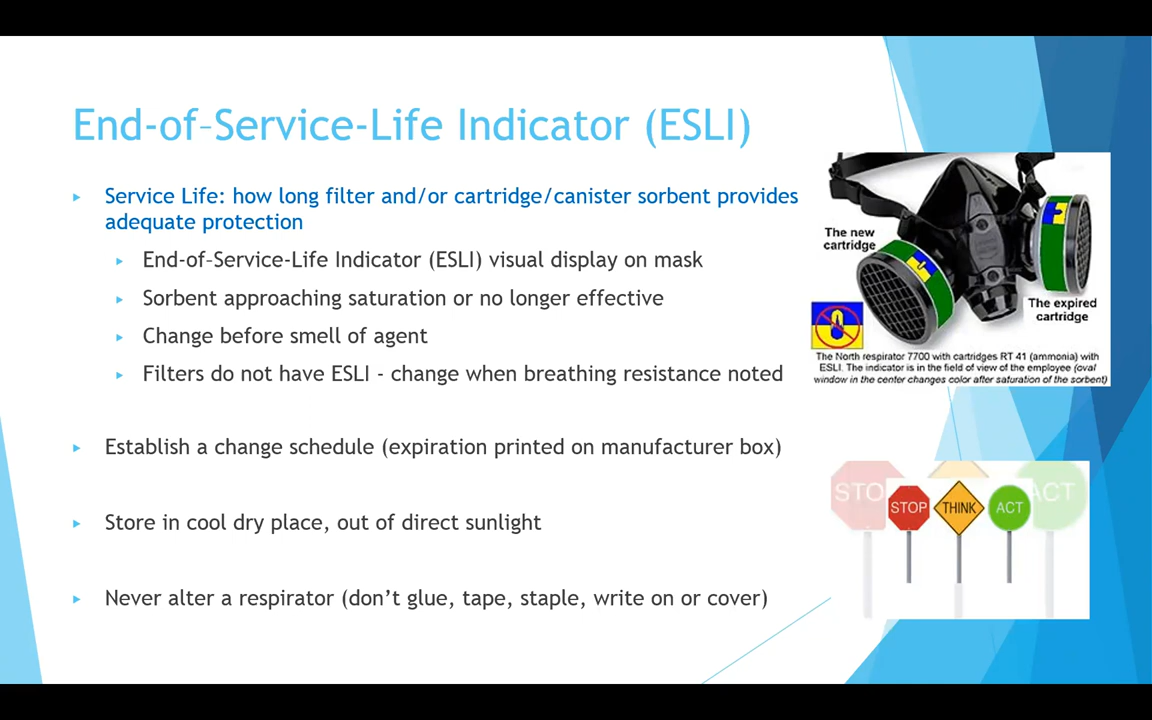 End-of-Service-Life Indicator (ESLI)
Service Life: how long filter and/or cartridge/canister sorbent provides
adequate protection
End-of-Service-Life Indicator (ESLI) visual display on mask
Sorbent approaching saturation or no longer effective
Change before smell of agent
Filters do not have ESLI - change when breathing resistance noted
Establish a change schedule (expiration printed on manufacturer box)
Store in cool dry place, out of direct sunlight
Never alter a respirator (don't glue, tape, staple, write on or cover)
The new
cartridge
The expired
cartridge
The North respirator 7700 with cartridges RT 41 (ammonia) with
ESLI. The indicator is in the field of view of the employee (oval
window in the center changes color after saturation of the sorbent)
STO STOP THINK ACT ACT